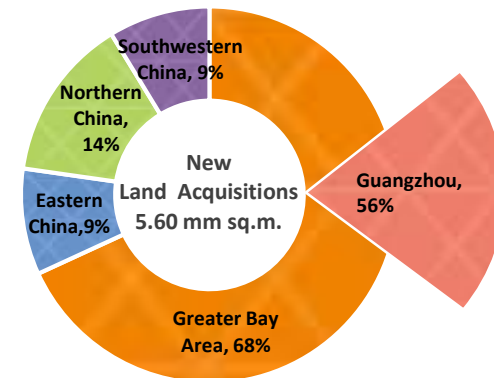 Southwestern
China, 9%
Northern
China,
14%
New
Land Acquisitions
5.60 mm sq.m.
Guangzhou,
56%
Eastern
China,9%
Greater Bay
Area, 68%